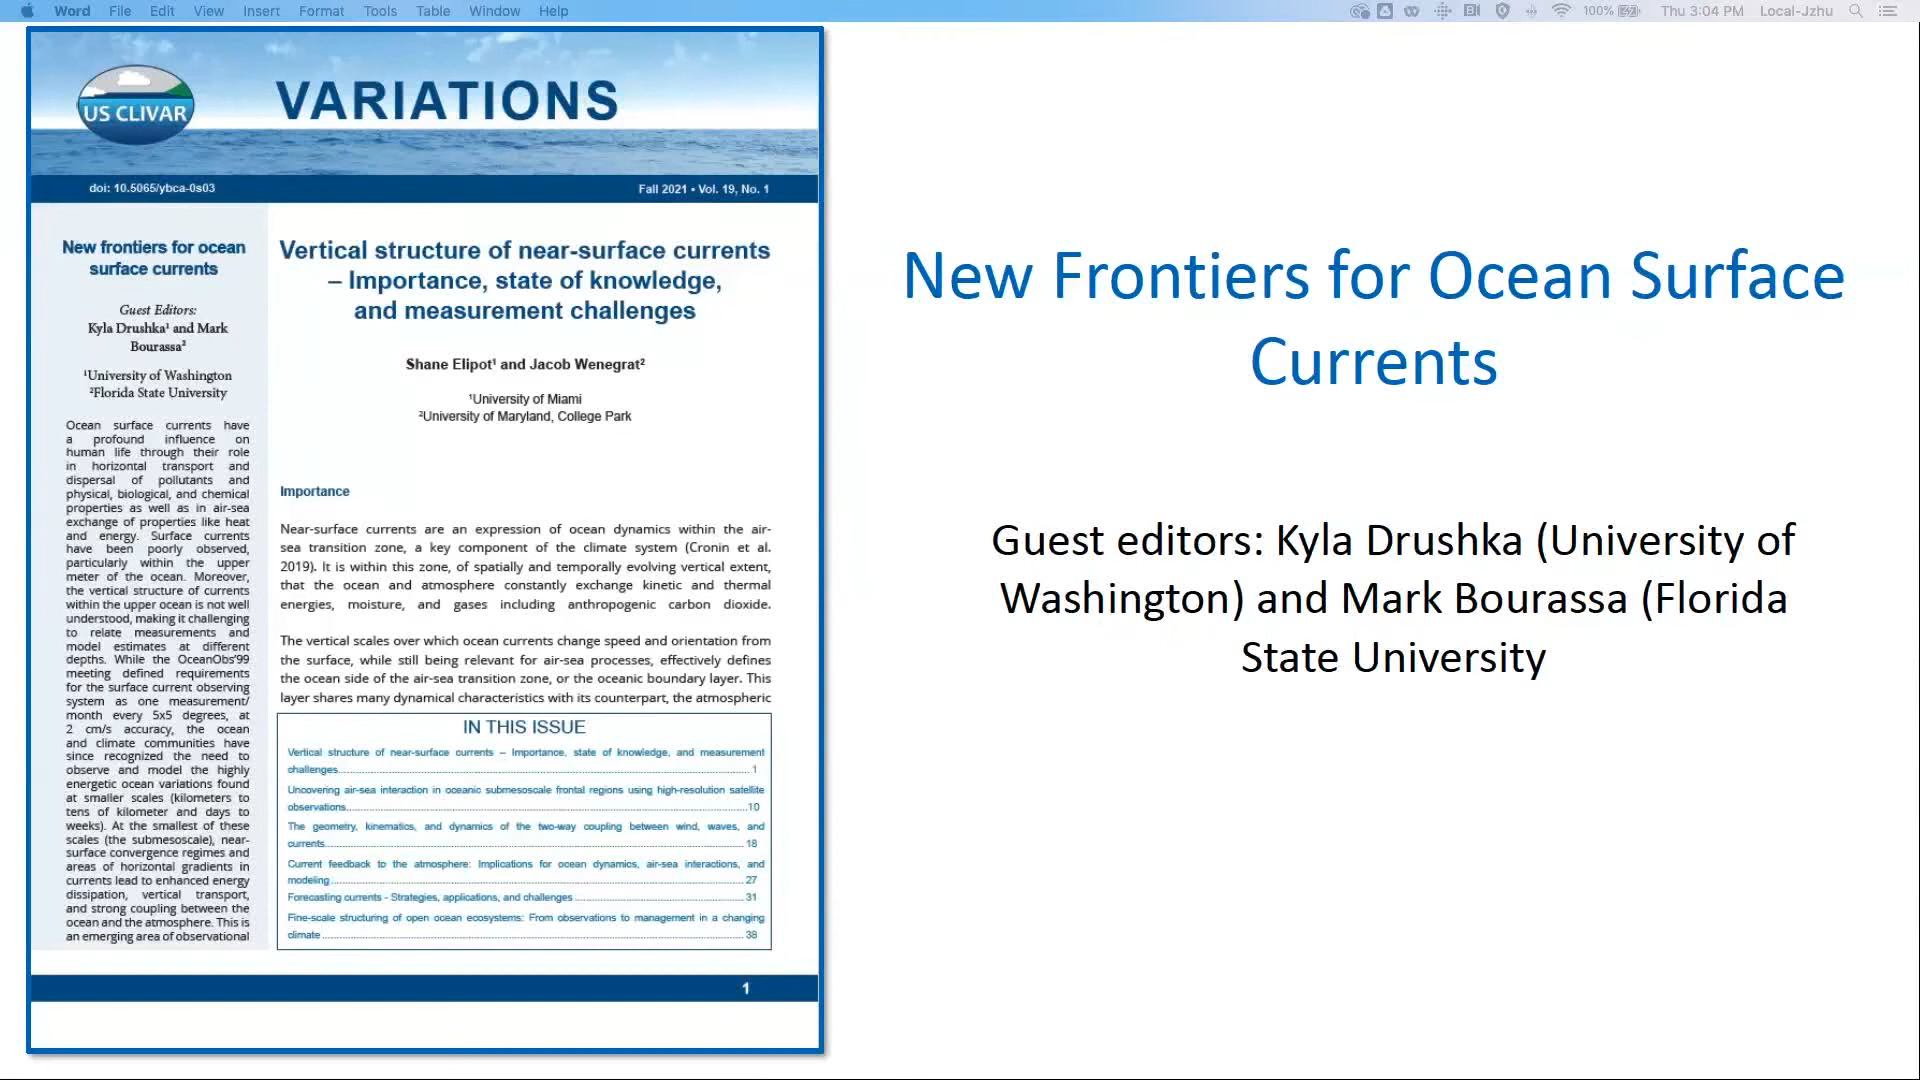 Word File Edit View Insert Format Tools Table Window Help 100% Thu 3:04 PM Local-Jzhu
US CLIVAR
VARIATIONS
doi: 10.5065/ybca-0s03
Fall 2021 • Vol. 19, No. 1
New frontiers for ocean
surface currents
Guest Editors:
Kyla Drushka¹ and Mark
Bourassa²
¹University of Washington
²Florida State University
Ocean surface currents have
a profound influence on
human life through their role
in horizontal transport and
dispersal of pollutants and
physical, biological, and chemical
properties as well as in air-sea
exchange of properties like heat
and energy. Surface currents
have been poorly observed,
particularly within the upper
meter of the ocean. Moreover,
the vertical structure of currents
within the upper ocean is not well
understood, making it challenging
to relate measurements and
model estimates at different
depths. While the OceanObs'99
meeting defined requirements
for the surface current observing
system as one measurement/
month every 5x5 degrees, at
2 cm/s accuracy, the ocean
and climate communities have
since recognized the need to
observe and model the highly
energetic ocean variations found
at smaller scales (kilometers to
tens of kilometer and days to
weeks). At the smallest of these
scales (the submesoscale), near-
surface convergence regimes and
areas of horizontal gradients in
currents lead to enhanced energy
dissipation, vertical transport,
and strong coupling between the
ocean and the atmosphere. This is
an emerging area of observational
Vertical structure of near-surface currents
– Importance, state of knowledge,
and measurement challenges
Shane Elipot¹ and Jacob Wenegrat²
¹University of Miami
²University of Maryland, College Park
Importance
Near-surface currents are an expression of ocean dynamics within the air-
sea transition zone, a key component of the climate system (Cronin et al.
2019). It is within this zone, of spatially and temporally evolving vertical extent,
that the ocean and atmosphere constantly exchange kinetic and thermal
energies, moisture, and gases including anthropogenic carbon dioxide.
The vertical scales over which ocean currents change speed and orientation from
the surface, while still being relevant for air-sea processes, effectively defines
the ocean side of the air-sea transition zone, or the oceanic boundary layer. This
layer shares many dynamical characteristics with its counterpart, the atmospheric
IN THIS ISSUE
Vertical structure of near-surface currents – Importance, state of knowledge, and measurement
challenges 1
Uncovering air-sea interaction in oceanic submesoscale frontal regions using high-resolution satellite
observations 10
The geometry, kinematics, and dynamics of the two-way coupling between wind, waves, and
currents 18
Current feedback to the atmosphere: Implications for ocean dynamics, air-sea interactions, and
modeling 27
Forecasting currents - Strategies, applications, and challenges 31
Fine-scale structuring of open ocean ecosystems: From observations to management in a changing
climate 38
1
New Frontiers for Ocean Surface
Currents
Guest editors: Kyla Drushka (University of
Washington) and Mark Bourassa (Florida
State University